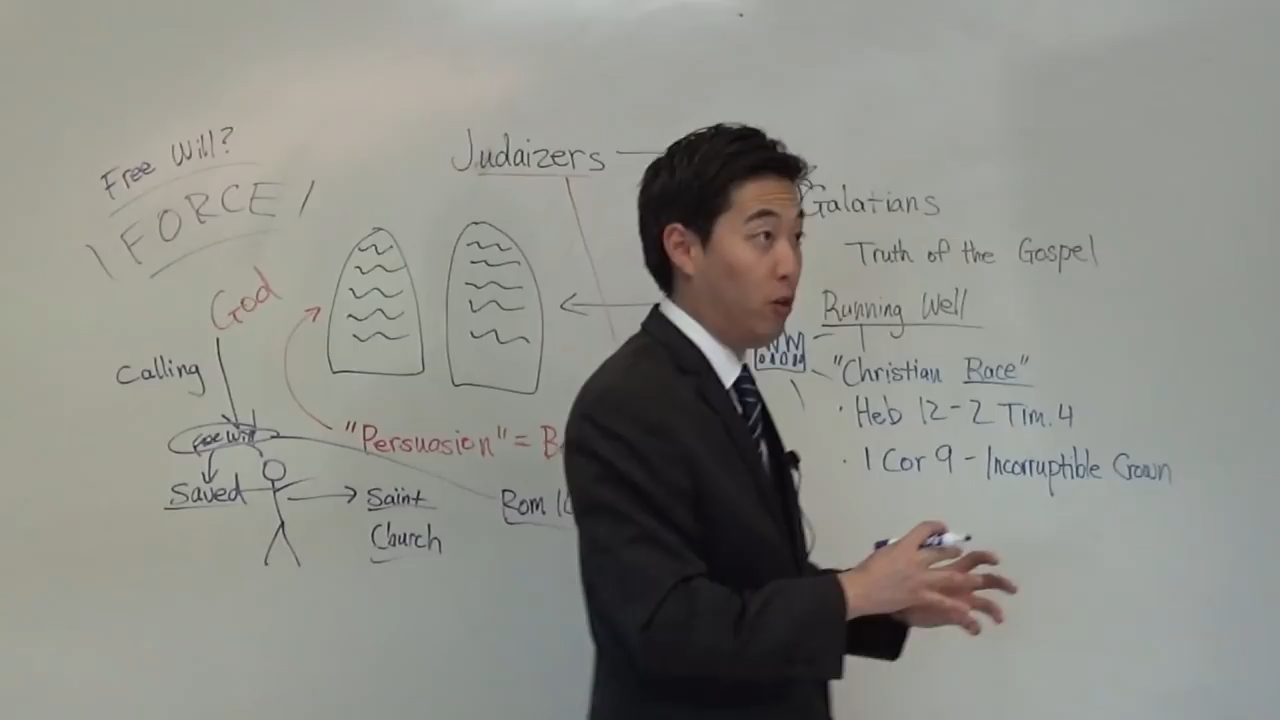 Free Will?
FORCE
God
Calling
Free Will
Saved
Saint
Church
Judaizers
"Persuasion" =
Rom
Galatians
Truth of the Gospel
Running Well
"Christian Race"
· Heb 12 - 2 Tim. 4
· 1 Cor 9 - Incorruptible Crown